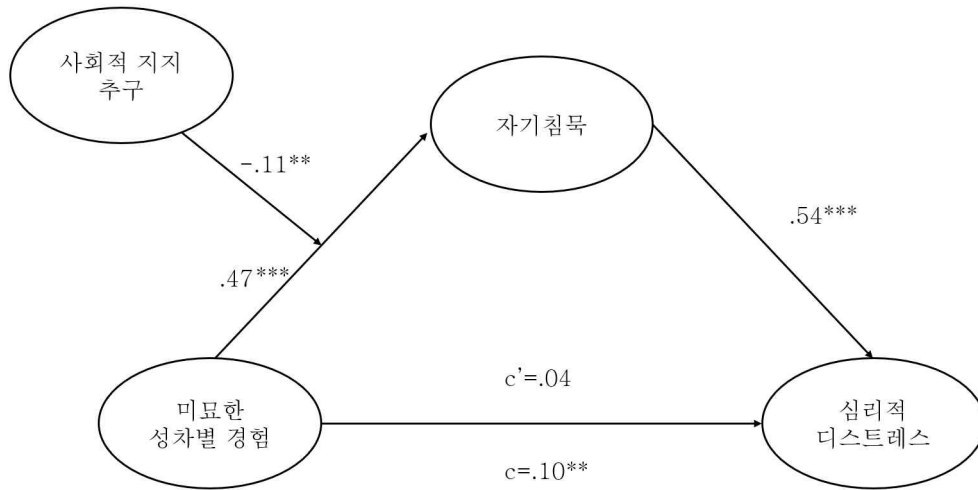 사회적 지지
추구
자기침묵
-.11**
.54***
.47***
c'=.04
미묘한
성차별 경험
심리적
디스트레스
c=.10**